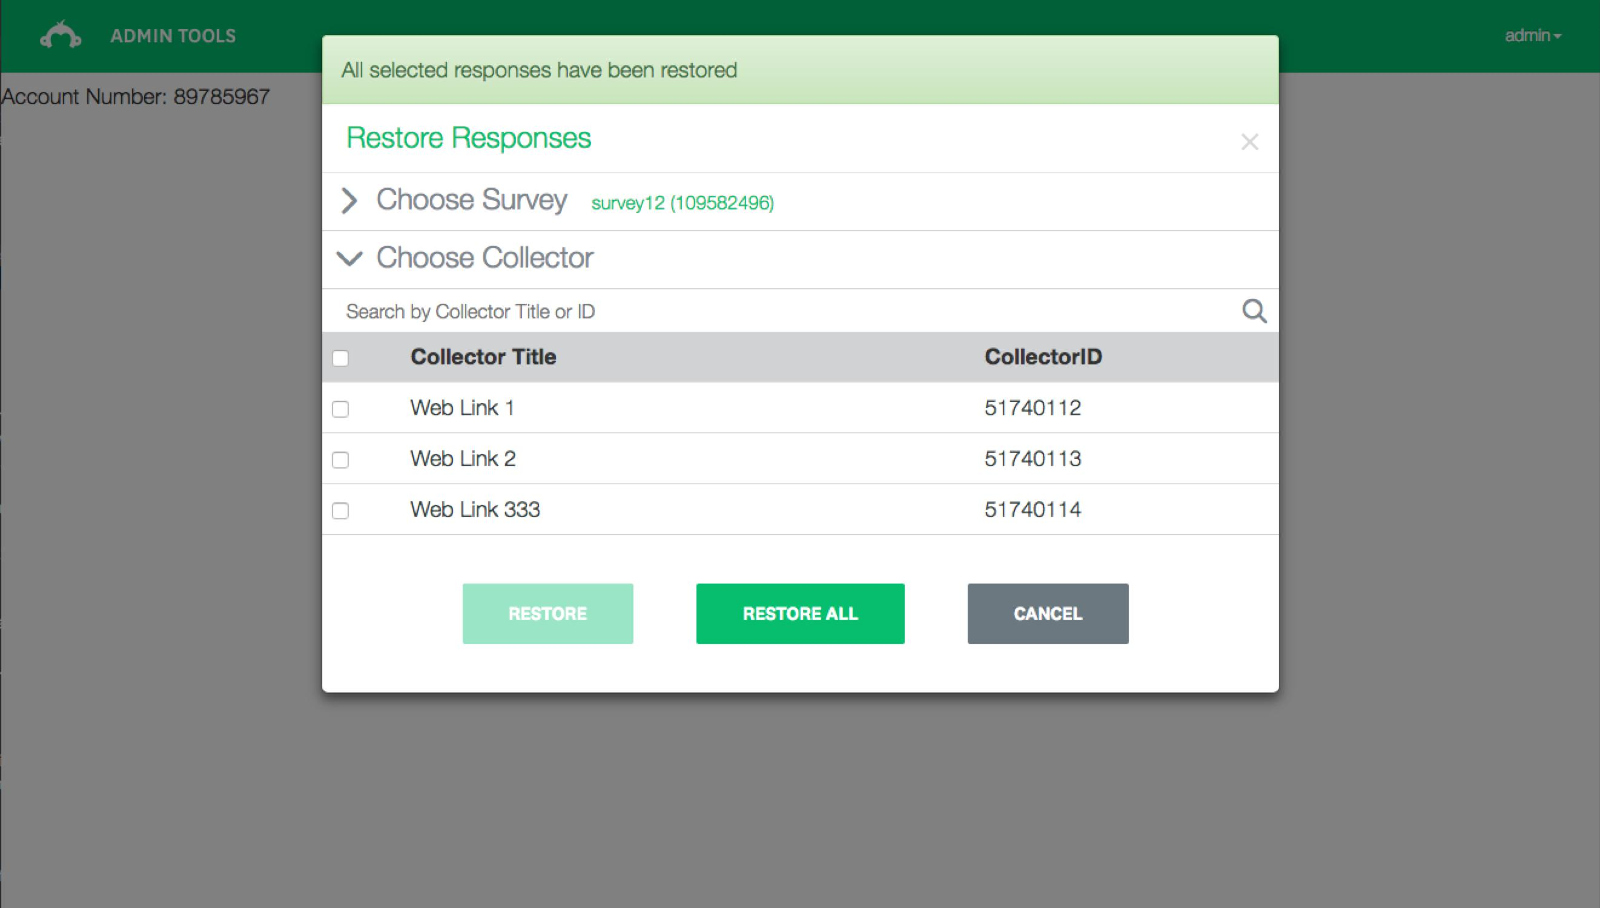 ADMIN TOOLS
admin
All selected responses have been restored
Account Number: 89785967
Restore Responses
Choose Survey survey12 (109582496)
Choose Collector
Search by Collector Title or ID
Collector Title CollectorID
Web Link 1 51740112
Web Link 2 51740113
Web Link 333 51740114
RESTORE RESTORE ALL CANCEL